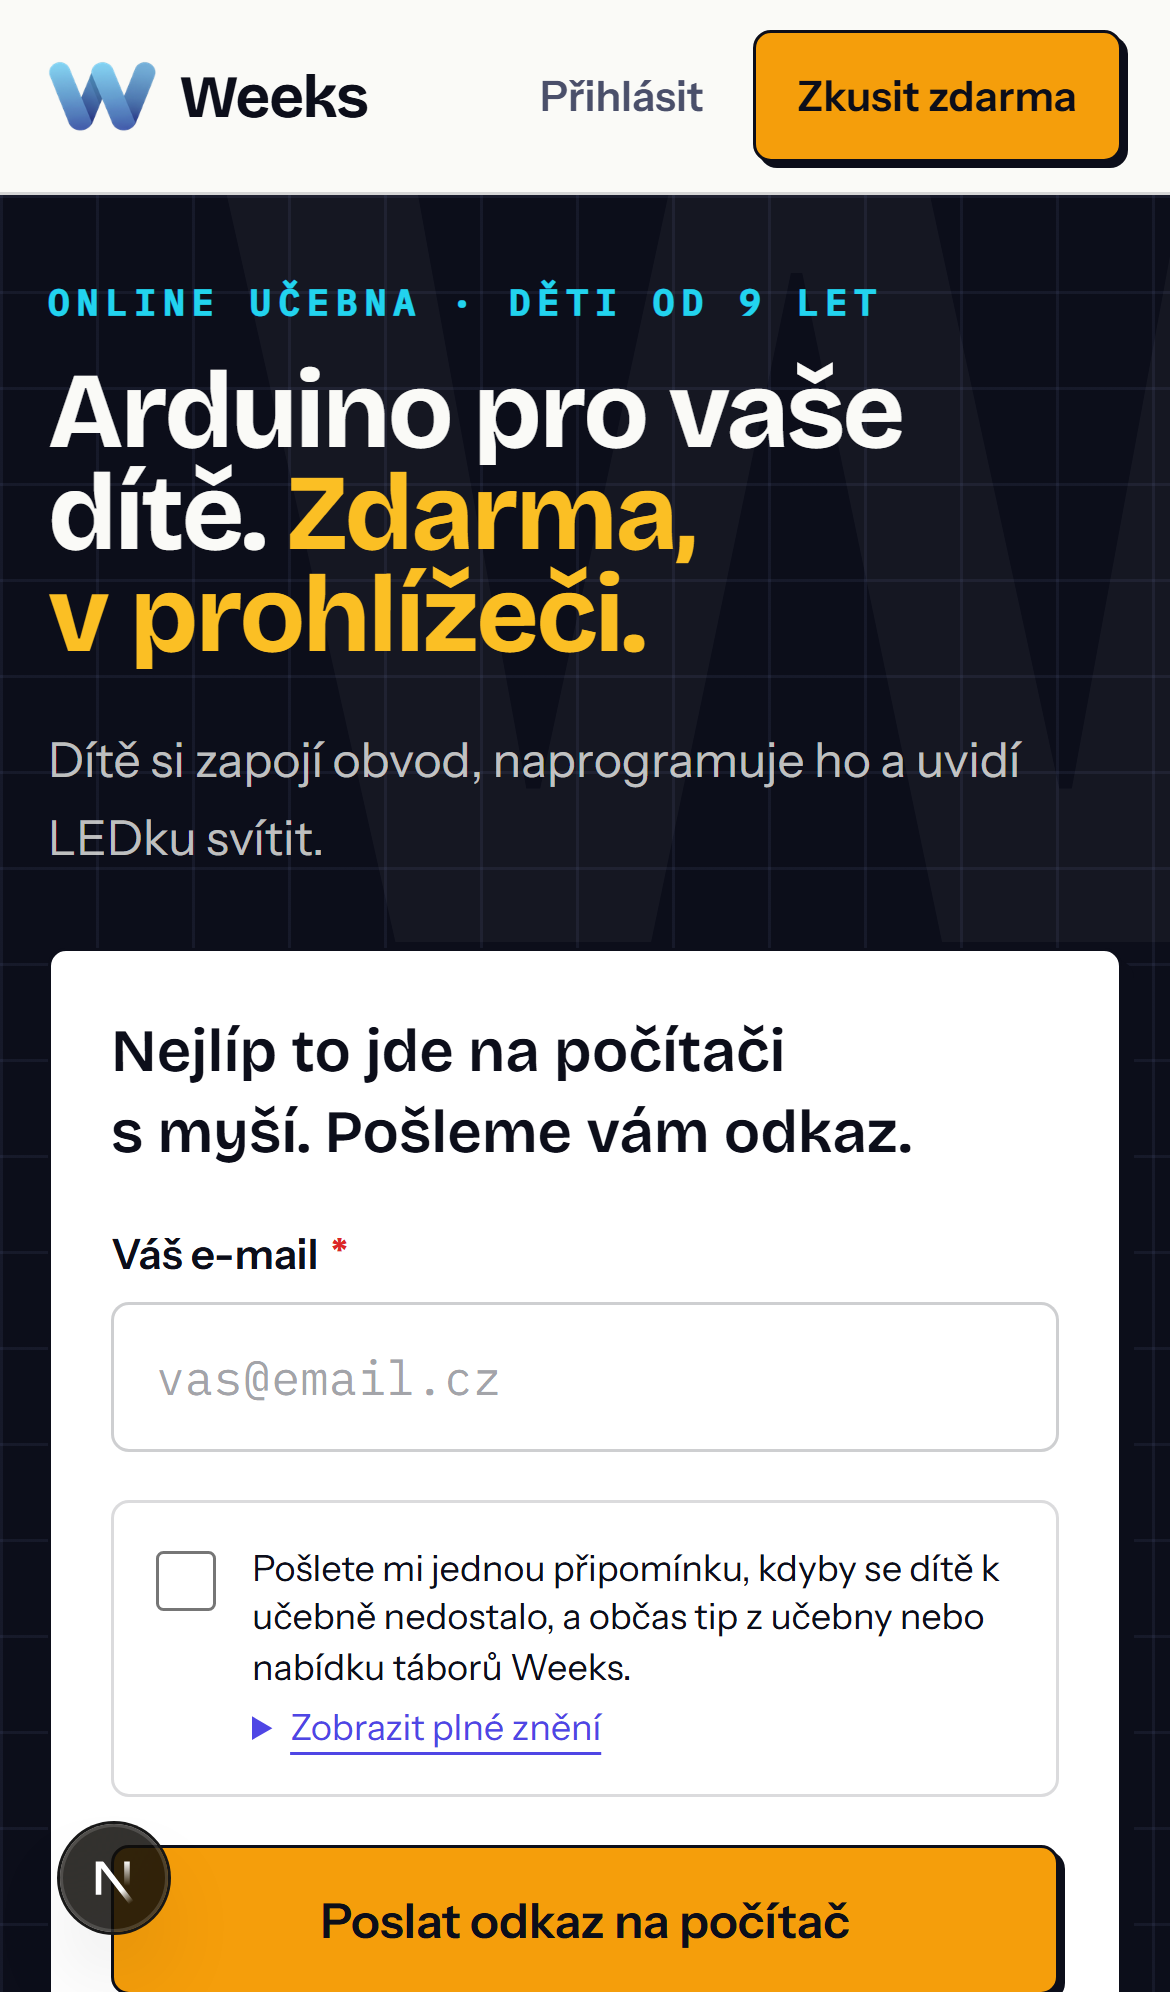 Weeks
Přihlásit
Zkusit zdarma
ONLINE UČEBNA · DĚTI OD 9 LET
Arduino pro vaše
dítě. Zdarma,
v prohlížeči.
Dítě si zapojí obvod, naprogramuje ho a uvidí
LEDku svítit.
Nejlíp to jde na počítači
s myší. Pošleme vám odkaz.
Váš e-mail *
vas@email.cz
Pošlete mi jednou připomínku, kdyby se dítě k
učebně nedostalo, a občas tip z učebny nebo
nabídku táborů Weeks.
Zobrazit plné znění
Poslat odkaz na počítač